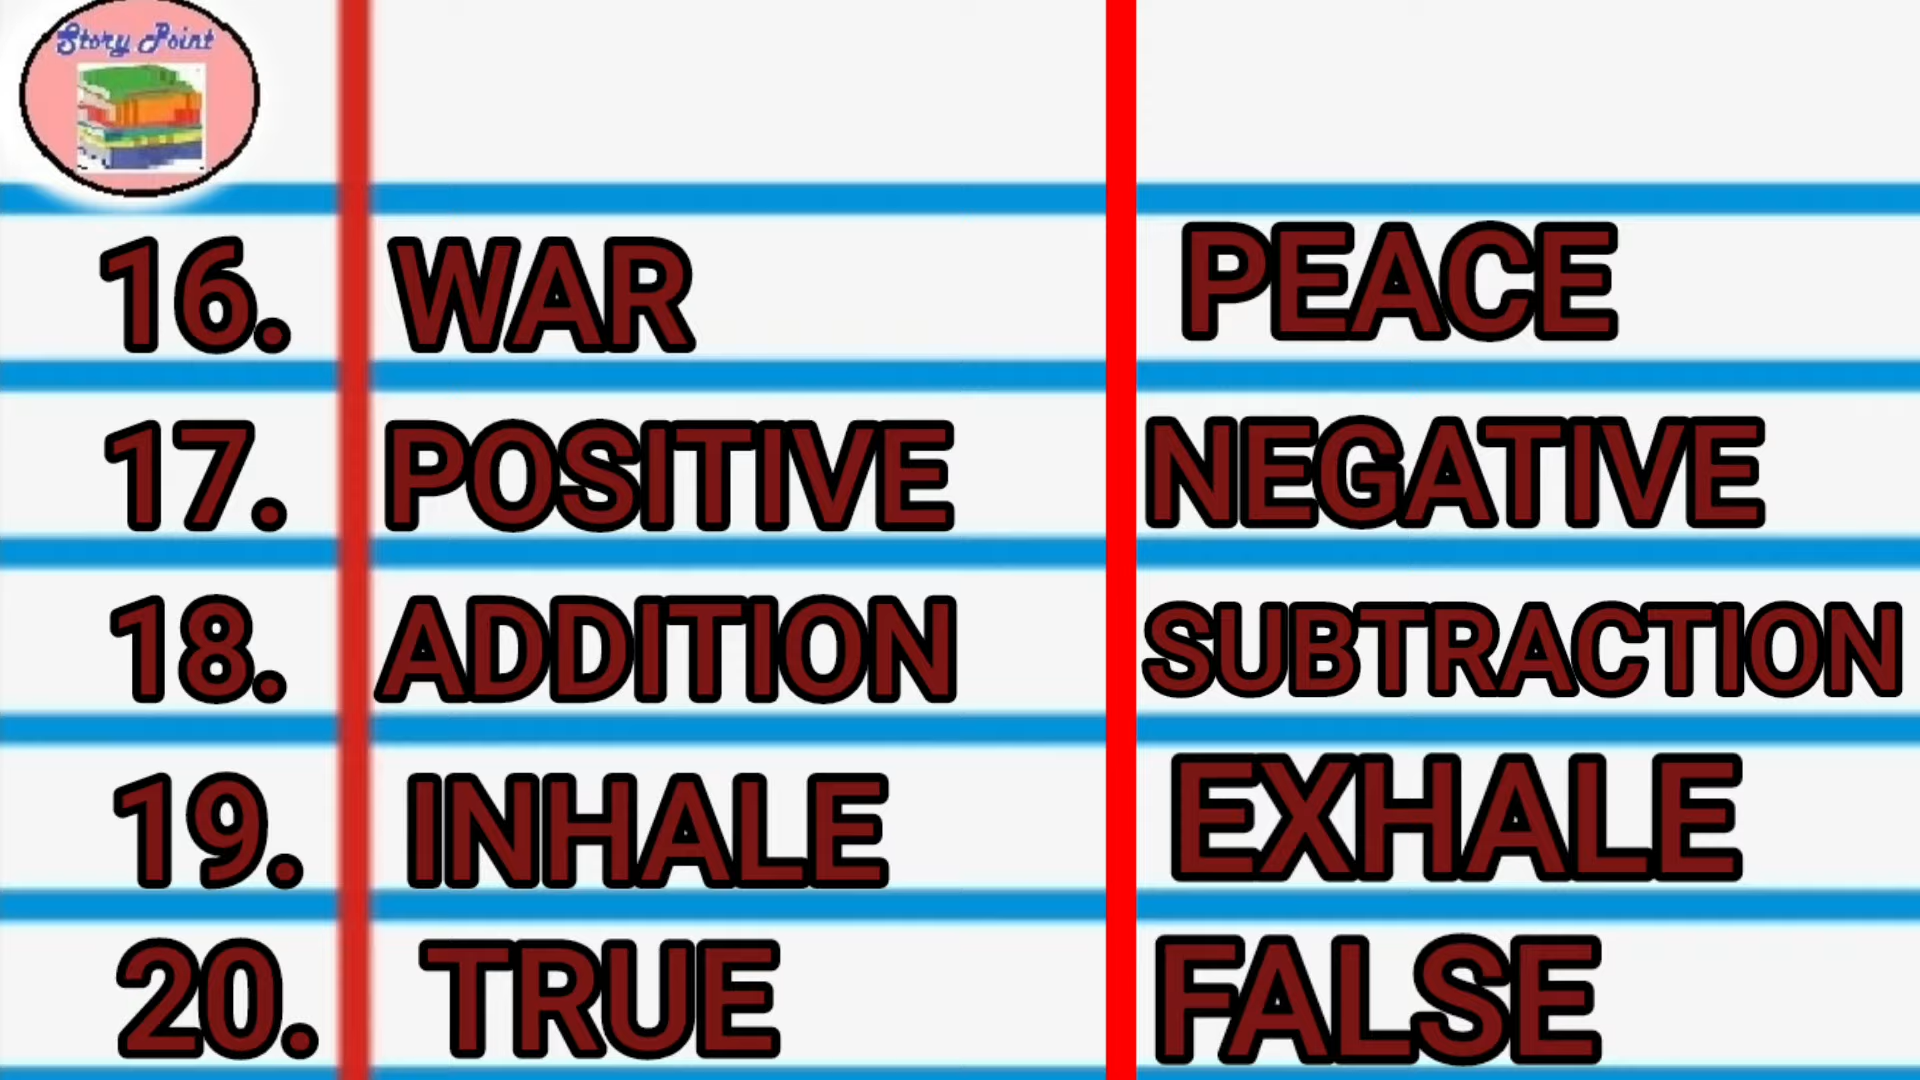 Story Point
16. WAR PEACE
17. POSITIVE NEGATIVE
18. ADDITION SUBTRACTION
19. INHALE EXHALE
20. TRUE FALSE